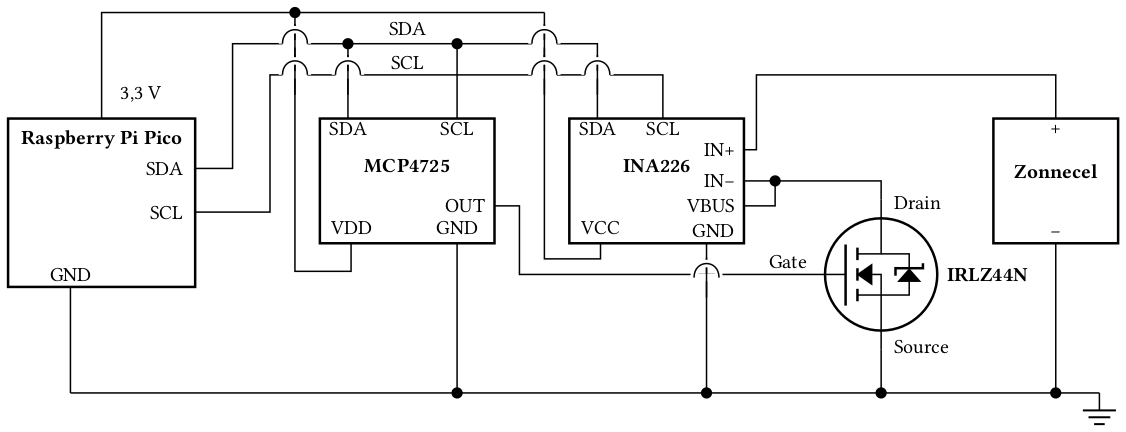 SDA
SCL
3,3 V
Raspberry Pi Pico
SDA
SCL
GND
SDA
SCL
MCP4725
OUT
VDD
GND
SDA
SCL
IN+
INA226
IN−
VBUS
VCC
GND
Drain
Gate
IRLZ44N
Source
+
Zonnecel
−